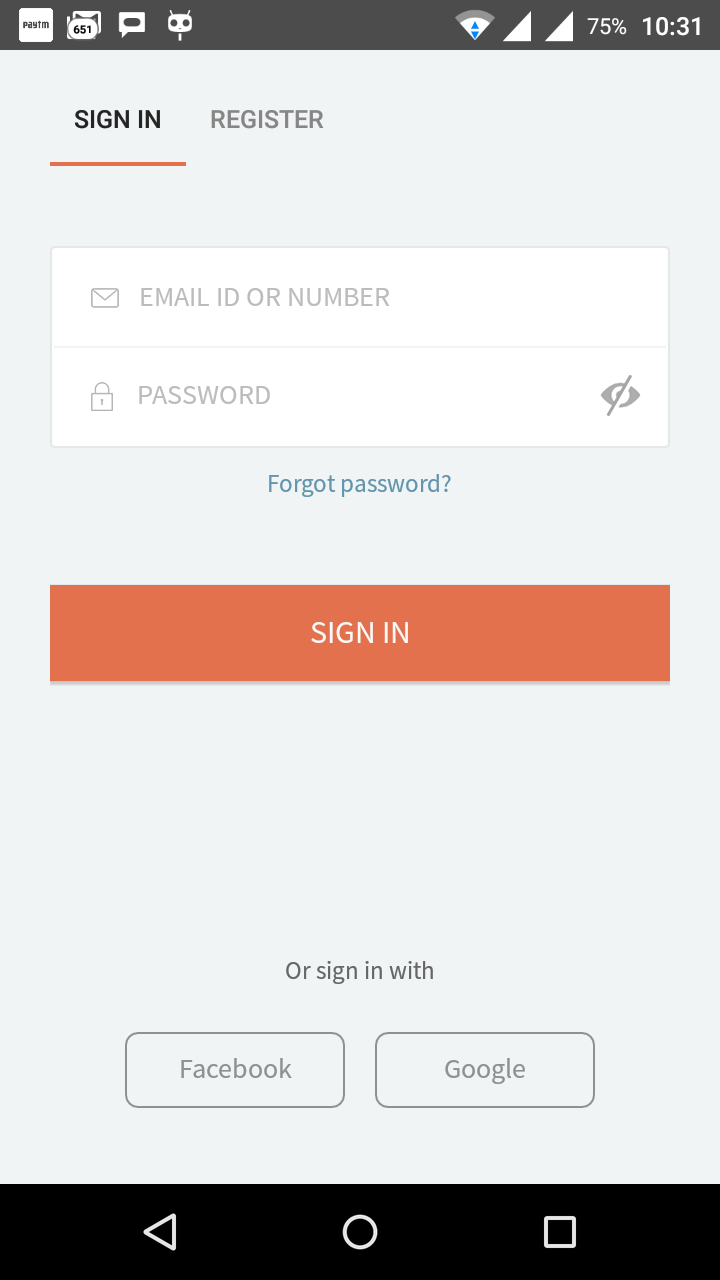 Paytm 651 75% 10:31
SIGN IN REGISTER
EMAIL ID OR NUMBER
PASSWORD
Forgot password?
SIGN IN
Or sign in with
Facebook Google